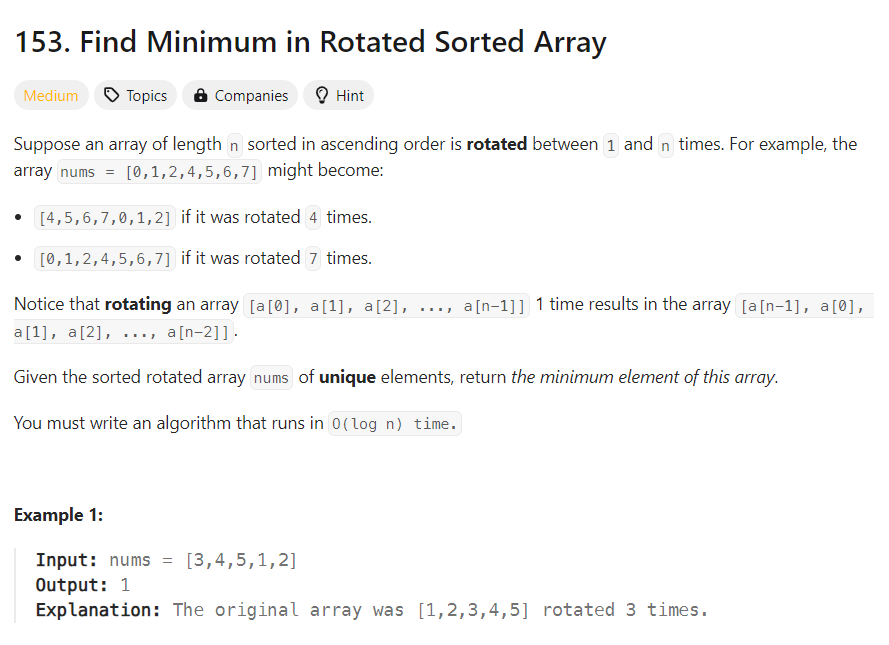 153. Find Minimum in Rotated Sorted Array
Medium Topics Companies Hint
Suppose an array of length n sorted in ascending order is rotated between 1 and n times. For example, the
array nums = [0,1,2,4,5,6,7] might become:
• [4,5,6,7,0,1,2] if it was rotated 4 times.
• [0,1,2,4,5,6,7] if it was rotated 7 times.
Notice that rotating an array [a[0], a[1], a[2], ..., a[n-1]] 1 time results in the array [a[n-1], a[0],
a[1], a[2], ..., a[n-2]].
Given the sorted rotated array nums of unique elements, return the minimum element of this array.
You must write an algorithm that runs in O(log n) time.
Example 1:
Input: nums = [3,4,5,1,2]
Output: 1
Explanation: The original array was [1,2,3,4,5] rotated 3 times.